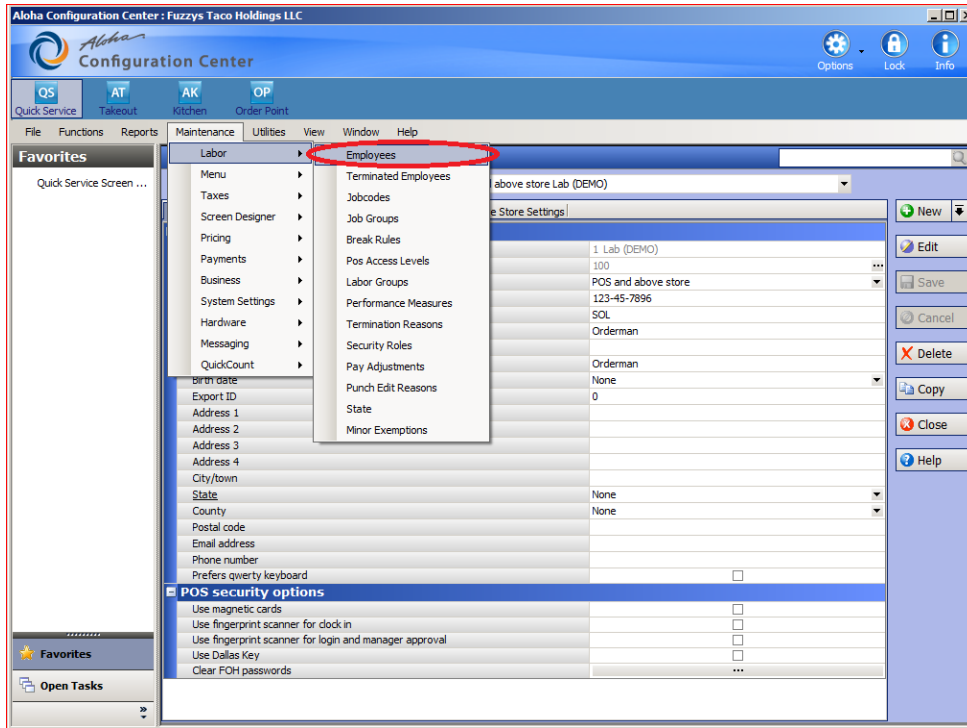 Aloha Configuration Center : Fuzzys Taco Holdings LLC
Aloha
Configuration Center
Options
Lock
Info
QS
AT
AK
OP
Quick Service
Takeout
Kitchen
Order Point
File Functions Reports Maintenance Utilities View Window Help
Favorites
Quick Service Screen ...
Labor
Menu
Taxes
Screen Designer
Pricing
Payments
Business
System Settings
Hardware
Messaging
QuickCount
Employees
Terminated Employees
Jobcodes
Job Groups
Break Rules
Pos Access Levels
Labor Groups
Performance Measures
Termination Reasons
Security Roles
Pay Adjustments
Punch Edit Reasons
State
Minor Exemptions
above store Lab (DEMO)
e Store Settings
1 Lab (DEMO)
100 ...
POS and above store
123-45-7896
SOL
Orderman
Orderman
Birth date None
Export ID 0
Address 1
Address 2
Address 3
Address 4
City/town
State None
County None
Postal code
Email address
Phone number
Prefers qwerty keyboard
POS security options
Use magnetic cards
Use fingerprint scanner for clock in
Use fingerprint scanner for login and manager approval
Use Dallas Key
Clear FOH passwords ...
New
Edit
Save
Cancel
Delete
Copy
Close
Help
Favorites
Open Tasks